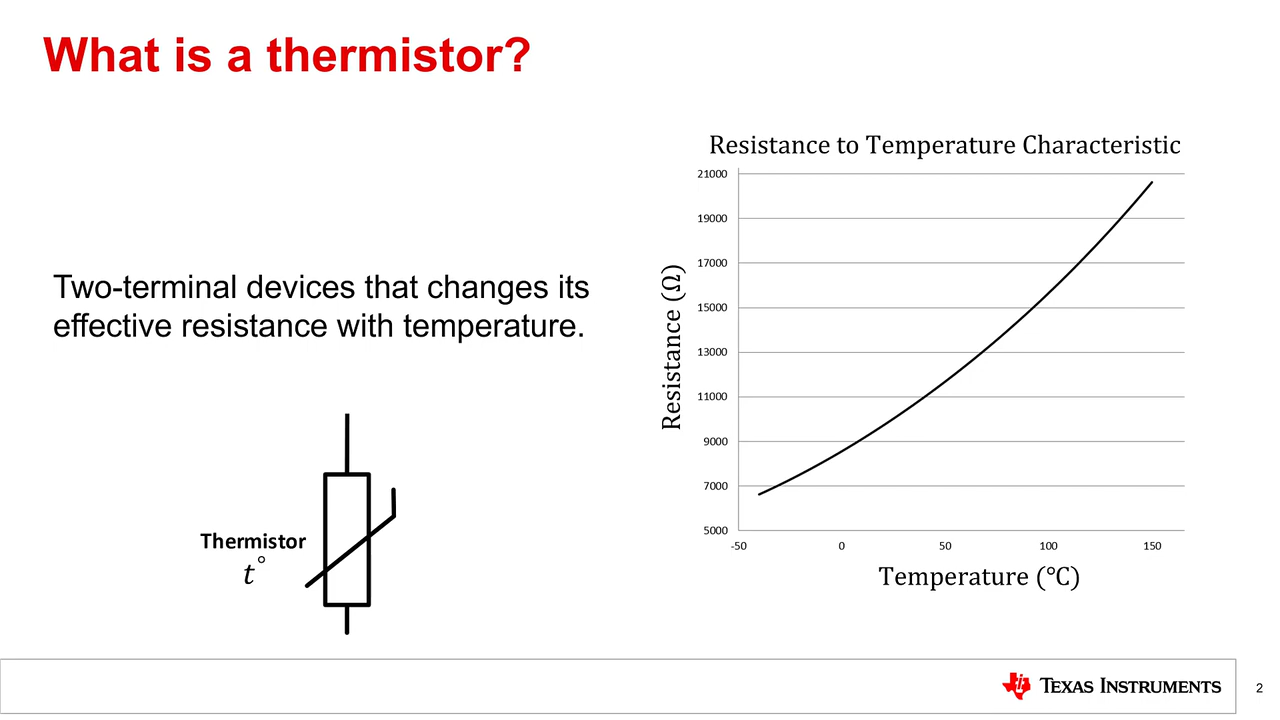 What is a thermistor?
Two-terminal devices that changes its
effective resistance with temperature.
Thermistor
t°
Resistance to Temperature Characteristic
Resistance (Ω)
21000
19000
17000
15000
13000
11000
9000
7000
5000
-50
0
50
100
150
Temperature (℃)
TEXAS INSTRUMENTS
2